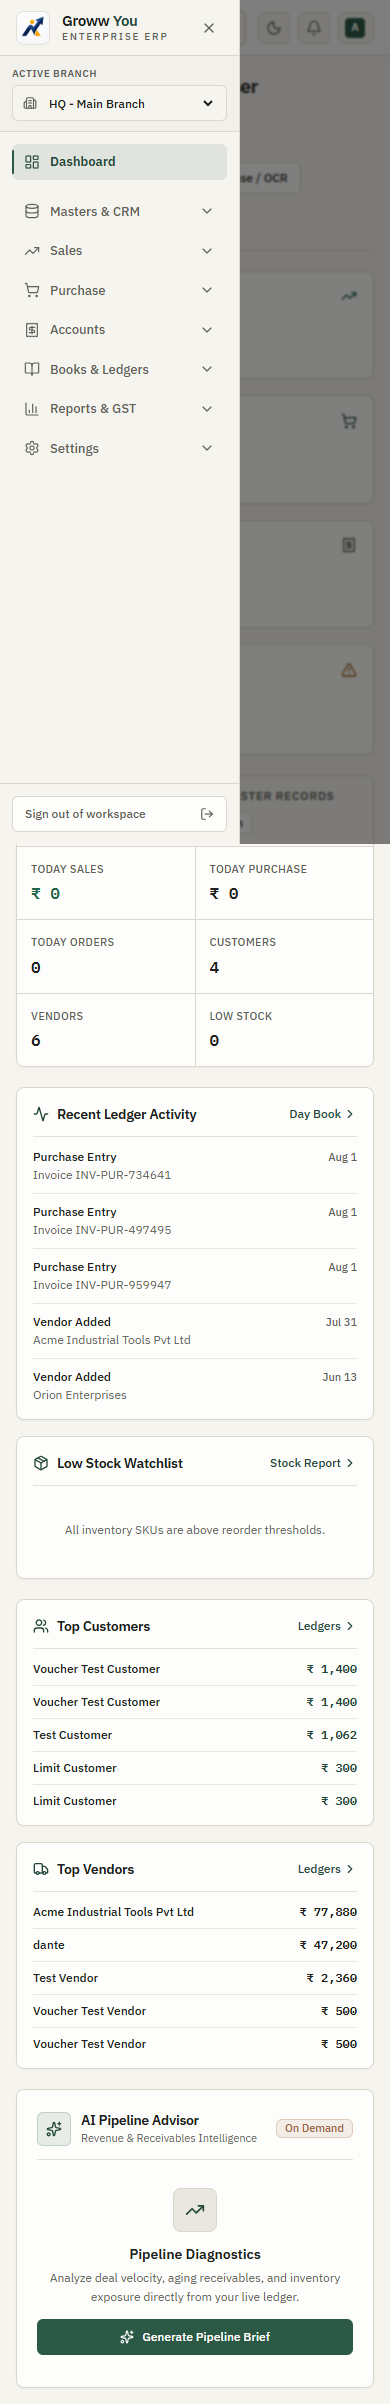 Groww You
ENTERPRISE ERP
A
er
ACTIVE BRANCH
HQ - Main Branch
Dashboard
se / OCR
Masters & CRM
Sales
Purchase
Accounts
Books & Ledgers
Reports & GST
Settings
STER RECORDS
Sign out of workspace
TODAY SALES
₹ 0
TODAY PURCHASE
₹ 0
TODAY ORDERS
0
CUSTOMERS
4
VENDORS
6
LOW STOCK
0
Recent Ledger Activity
Day Book
Purchase Entry
Aug 1
Invoice INV-PUR-734641
Purchase Entry
Aug 1
Invoice INV-PUR-497495
Purchase Entry
Aug 1
Invoice INV-PUR-959947
Vendor Added
Jul 31
Acme Industrial Tools Pvt Ltd
Vendor Added
Jun 13
Orion Enterprises
Low Stock Watchlist
Stock Report
All inventory SKUs are above reorder thresholds.
Top Customers
Ledgers
Voucher Test Customer
₹ 1,400
Voucher Test Customer
₹ 1,400
Test Customer
₹ 1,062
Limit Customer
₹ 300
Limit Customer
₹ 300
Top Vendors
Ledgers
Acme Industrial Tools Pvt Ltd
₹ 77,880
dante
₹ 47,200
Test Vendor
₹ 2,360
Voucher Test Vendor
₹ 500
Voucher Test Vendor
₹ 500
AI Pipeline Advisor
Revenue & Receivables Intelligence
On Demand
Pipeline Diagnostics
Analyze deal velocity, aging receivables, and inventory
exposure directly from your live ledger.
Generate Pipeline Brief